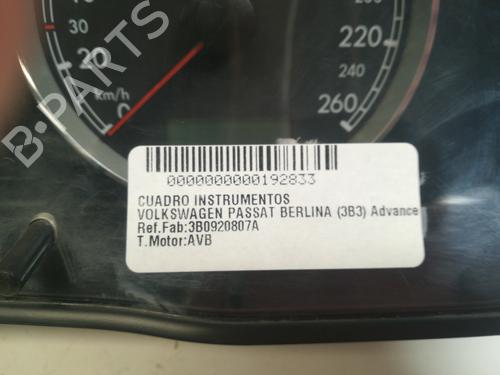 30
20
km/h
0
220
240
260
B-PARTS
0000000000192833
CUADRO INSTRUMENTOS
VOLKSWAGEN PASSAT BERLINA (3B3) Advance
Ref.Fab:3B0920807A
T.Motor:AVB